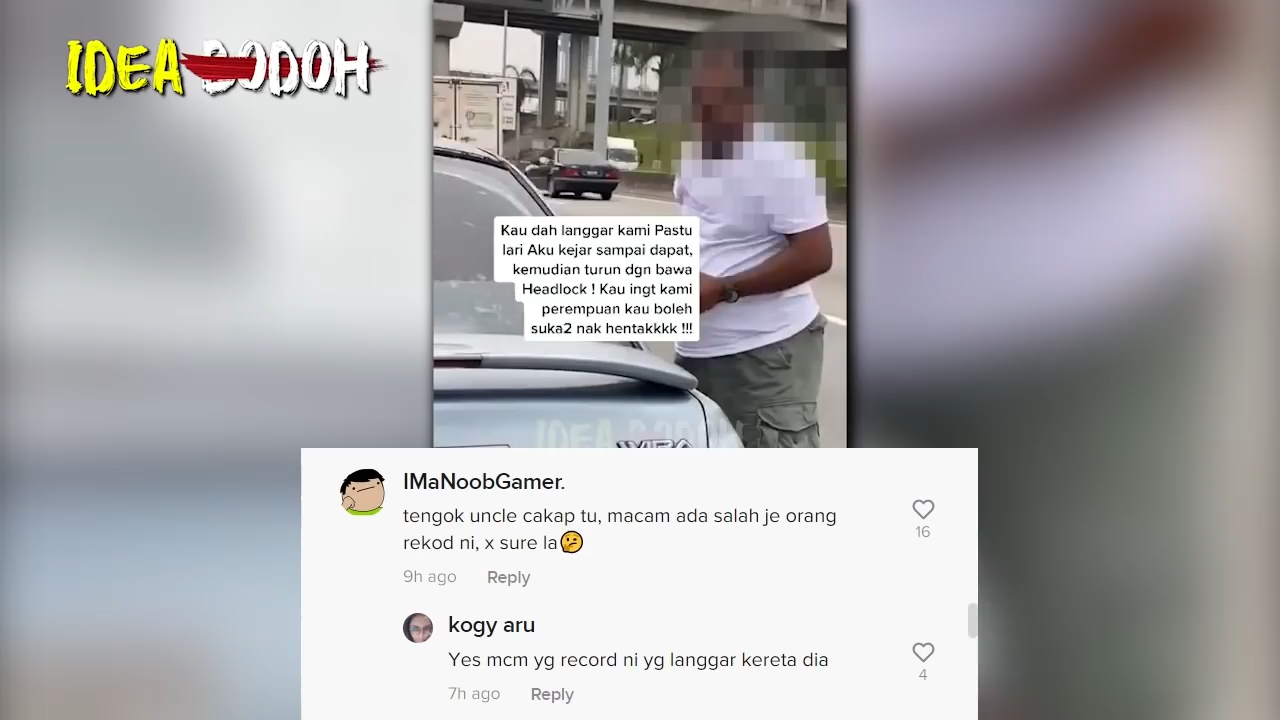 IDEA BODOH
Kau dah langgar kami Pastu
lari Aku kejar sampai dapat,
kemudian turun dgn bawa
Headlock ! Kau ingt kami
perempuan kau boleh
suka2 nak hentakkkk !!!
IDEA BODOH
WIRA
IMaNoobGamer.
tengok uncle cakap tu, macam ada salah je orang
rekod ni, x sure la🤔
16
9h ago Reply
kogy aru
Yes mcm yg record ni yg langgar kereta dia
4
7h ago Reply